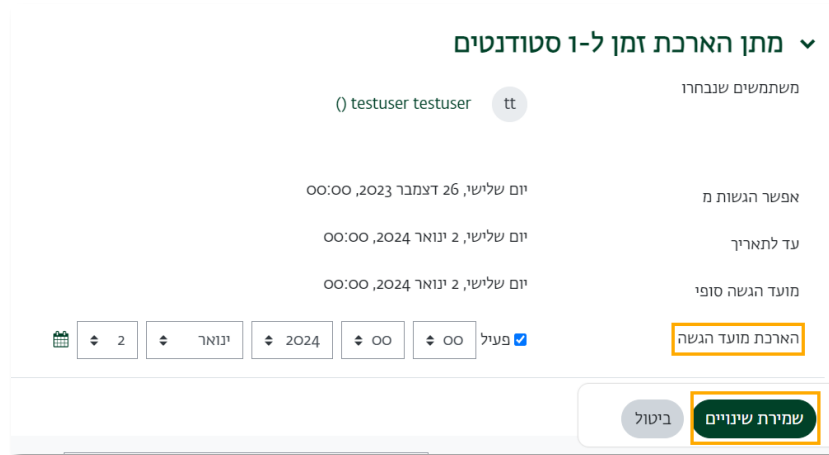 מתן הארכת זמן ל-1 סטודנטים
משתמשים שנבחרו
tt testuser testuser ()
אפשר הגשות מ יום שלישי, 26 דצמבר 2023, 00:00
עד לתאריך יום שלישי, 2 ינואר 2024, 00:00
מועד הגשה סופי יום שלישי, 2 ינואר 2024, 00:00
הארכת מועד הגשה פעיל 00 00 2024 ינואר 2
שמירת שינויים ביטול